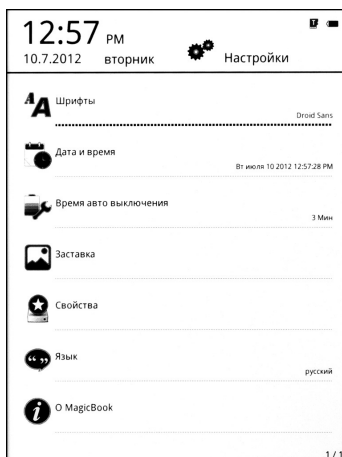 12:57 PM
10.7.2012 вторник
Настройки
Шрифты
Droid Sans
Дата и время
Вт июля 10 2012 12:57:28 PM
Время авто выключения
3 Мин
Заставка
Свойства
Язык
русский
О MagicBook
1 / 1